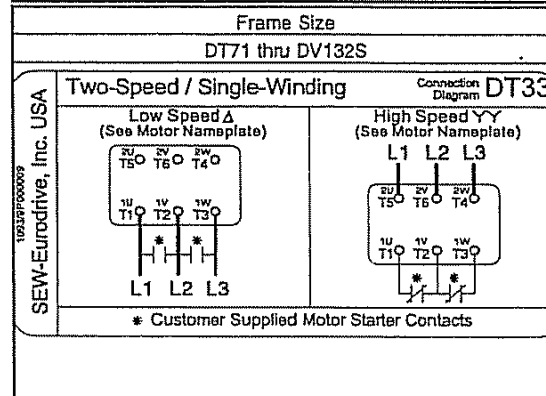 Frame Size
DT71 thru DV132S
1093/9P000009
SEW-Eurodrive, Inc. USA
Two-Speed / Single-Winding
Connection Diagram DT33
Low Speed Δ
(See Motor Nameplate)
2U 2V 2W
T5 T6 T4
1U 1V 1W
T1 T2 T3
* *
L1 L2 L3
High Speed YY
(See Motor Nameplate)
L1 L2 L3
2U 2V 2W
T5 T6 T4
1U 1V 1W
T1 T2 T3
* *
* Customer Supplied Motor Starter Contacts